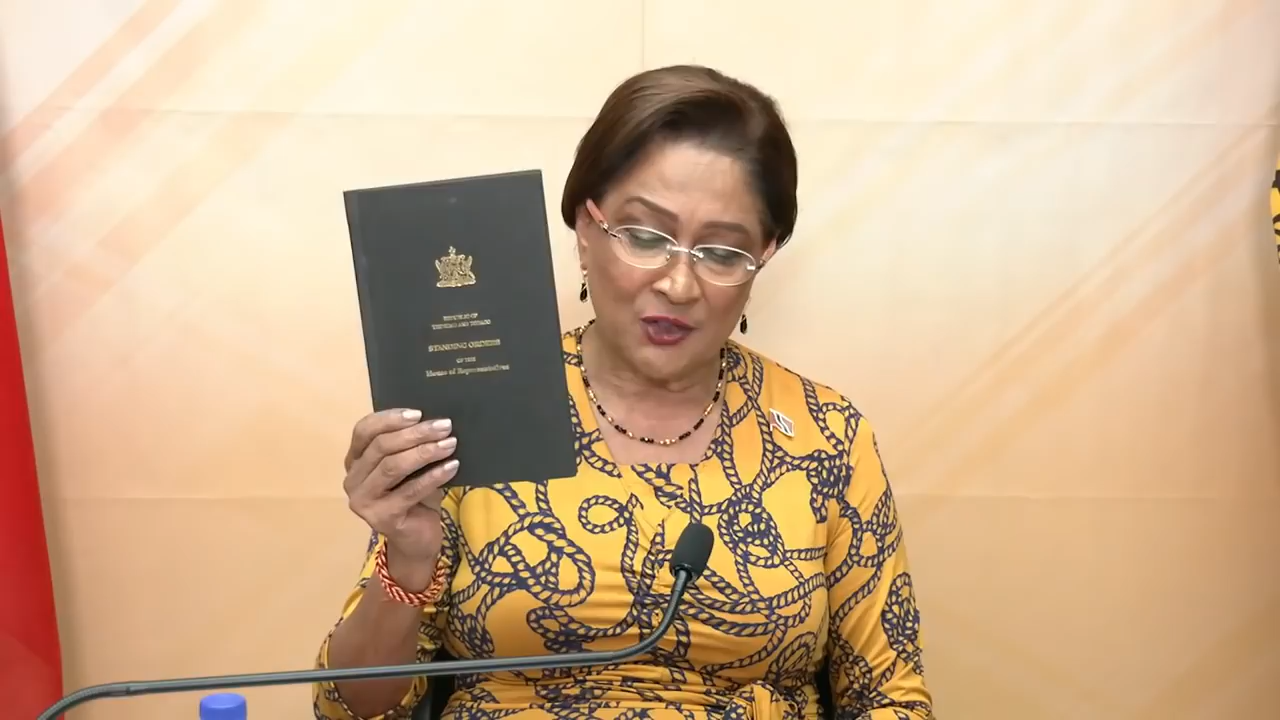 REPUBLIC OF
TRINIDAD AND TOBAGO
STANDING ORDERS
OF THE
House of Representatives